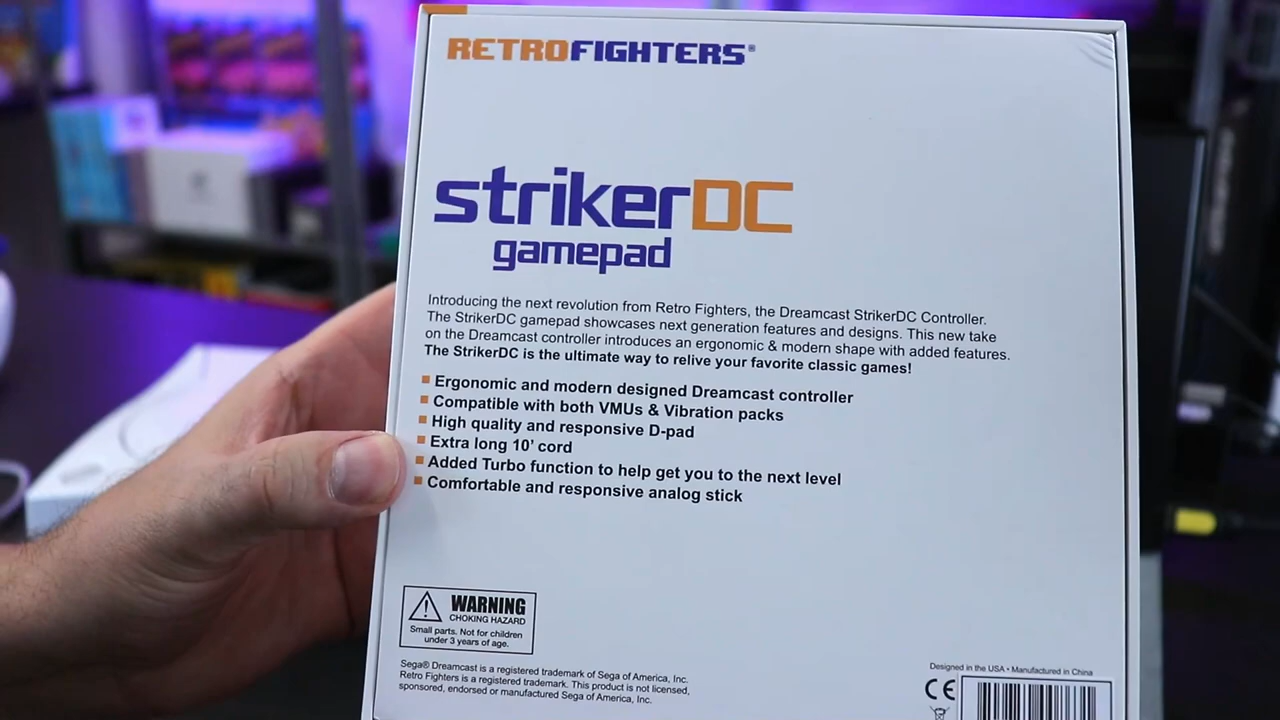 RETROFIGHTERS®
strikerDC
gamepad
Introducing the next revolution from Retro Fighters, the Dreamcast StrikerDC Controller.
The StrikerDC gamepad showcases next generation features and designs. This new take
on the Dreamcast controller introduces an ergonomic & modern shape with added features.
The StrikerDC is the ultimate way to relive your favorite classic games!
▪ Ergonomic and modern designed Dreamcast controller
▪ Compatible with both VMUs & Vibration packs
▪ High quality and responsive D-pad
▪ Extra long 10' cord
▪ Added Turbo function to help get you to the next level
▪ Comfortable and responsive analog stick
WARNING
CHOKING HAZARD
Small parts. Not for children
under 3 years of age.
Sega® Dreamcast is a registered trademark of Sega of America, Inc.
Retro Fighters is a registered trademark. This product is not licensed,
sponsored, endorsed or manufactured Sega of America, Inc.
Designed in the USA • Manufactured in China
CE